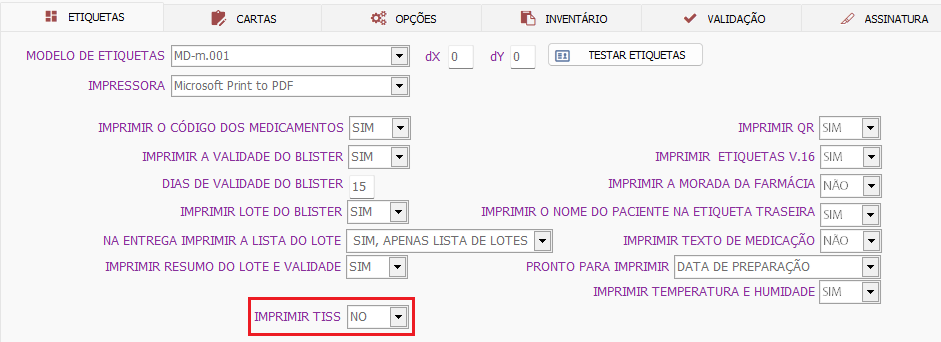 ETIQUETAS CARTAS OPÇÕES INVENTÁRIO VALIDAÇÃO ASSINATURA
MODELO DE ETIQUETAS MD-m.001 dX 0 dY 0 TESTAR ETIQUETAS
IMPRESSORA Microsoft Print to PDF
IMPRIMIR O CÓDIGO DOS MEDICAMENTOS SIM IMPRIMIR QR SIM
IMPRIMIR A VALIDADE DO BLISTER SIM IMPRIMIR ETIQUETAS V.16 SIM
DIAS DE VALIDADE DO BLISTER 15 IMPRIMIR A MORADA DA FARMÁCIA NÃO
IMPRIMIR LOTE DO BLISTER SIM IMPRIMIR O NOME DO PACIENTE NA ETIQUETA TRASEIRA SIM
NA ENTREGA IMPRIMIR A LISTA DO LOTE SIM, APENAS LISTA DE LOTES IMPRIMIR TEXTO DE MEDICAÇÃO NÃO
IMPRIMIR RESUMO DO LOTE E VALIDADE SIM PRONTO PARA IMPRIMIR DATA DE PREPARAÇÃO
IMPRIMIR TEMPERATURA E HUMIDADE SIM
IMPRIMIR TISS NO